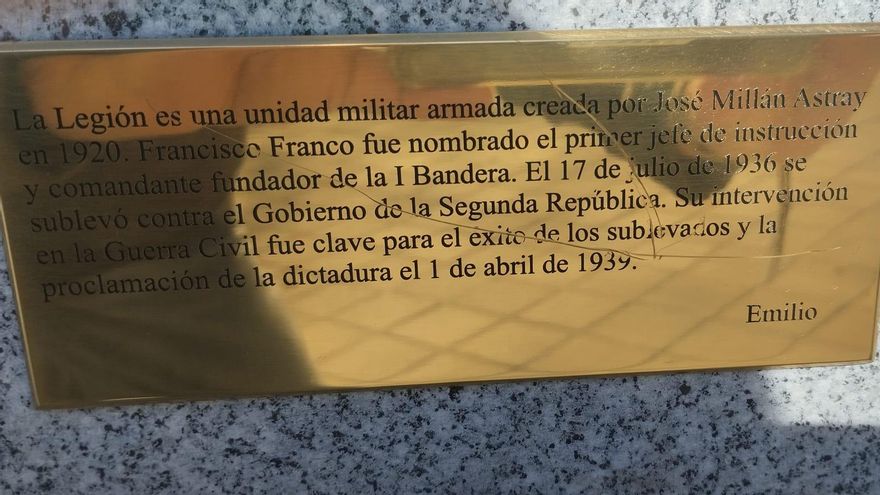 La Legión es una unidad militar armada creada por José Millán Astray
en 1920. Francisco Franco fue nombrado el primer jefe de instrucción
y comandante fundador de la I Bandera. El 17 de julio de 1936 se
sublevó contra el Gobierno de la Segunda República. Su intervención
en la Guerra Civil fue clave para el exito de los sublevados y la
proclamación de la dictadura el 1 de abril de 1939.
Emilio